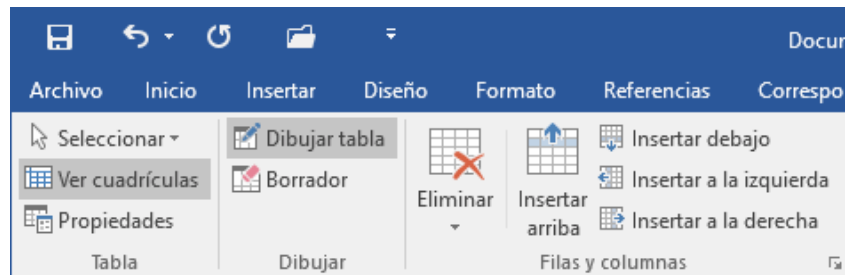 Docur
Archivo Inicio Insertar Diseño Formato Referencias Correspo
Seleccionar
Ver cuadrículas
Propiedades
Tabla
Dibujar tabla
Borrador
Dibujar
Eliminar
Insertar
arriba
Insertar debajo
Insertar a la izquierda
Insertar a la derecha
Filas y columnas